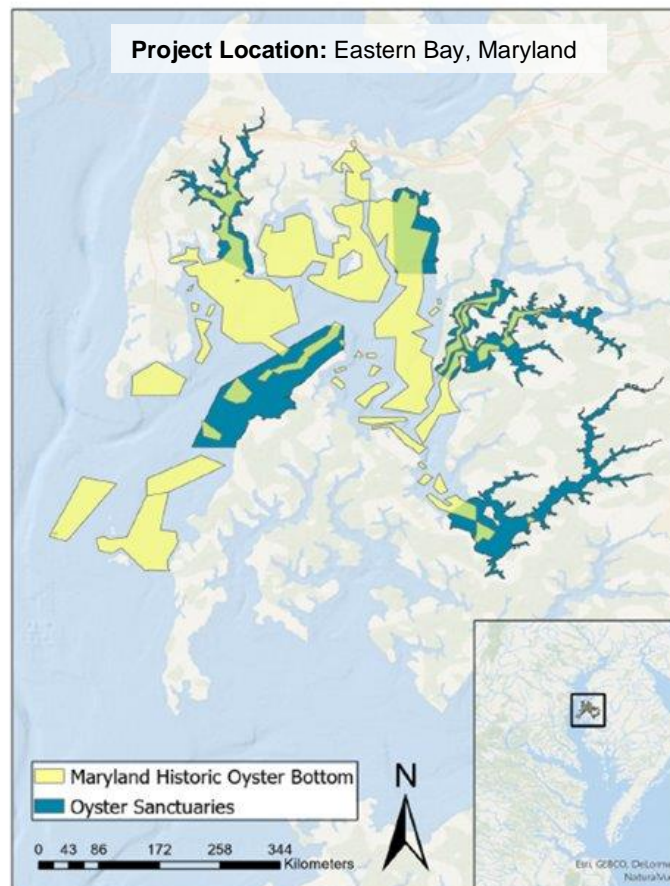 Project Location: Eastern Bay, Maryland
Maryland Historic Oyster Bottom
Oyster Sanctuaries
N
0 43 86 172 258 344
Kilometers
Esri, GEBCO, DeLorme
NaturalVu